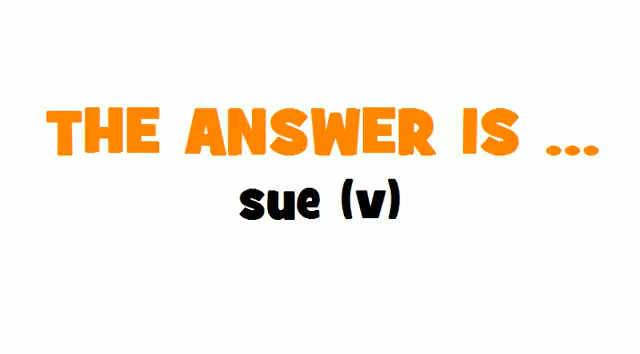 THE ANSWER IS ...
sue (v)